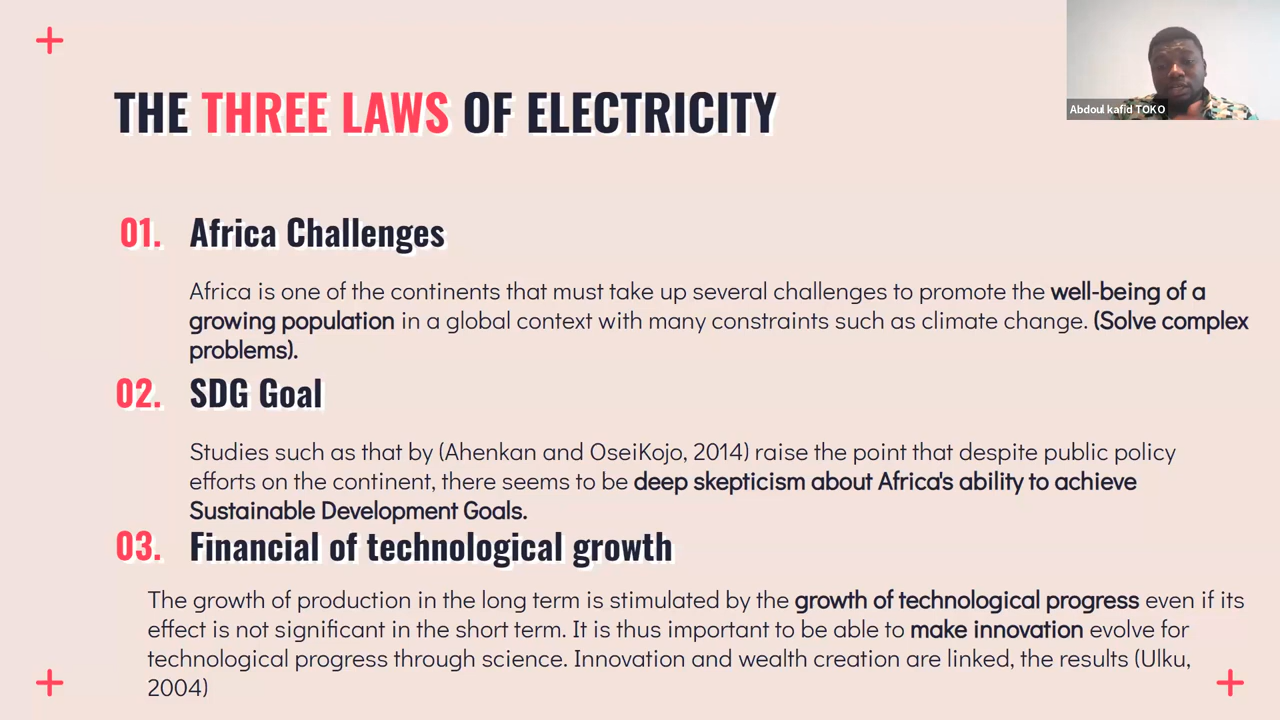 Abdoul kafid TOKO
THE THREE LAWS OF ELECTRICITY
01. Africa Challenges
Africa is one of the continents that must take up several challenges to promote the well-being of a
growing population in a global context with many constraints such as climate change. (Solve complex
problems).
02. SDG Goal
Studies such as that by (Ahenkan and OseiKojo, 2014) raise the point that despite public policy
efforts on the continent, there seems to be deep skepticism about Africa's ability to achieve
Sustainable Development Goals.
03. Financial of technological growth
The growth of production in the long term is stimulated by the growth of technological progress even if its
effect is not significant in the short term. It is thus important to be able to make innovation evolve for
technological progress through science. Innovation and wealth creation are linked, the results (Ulku,
2004)